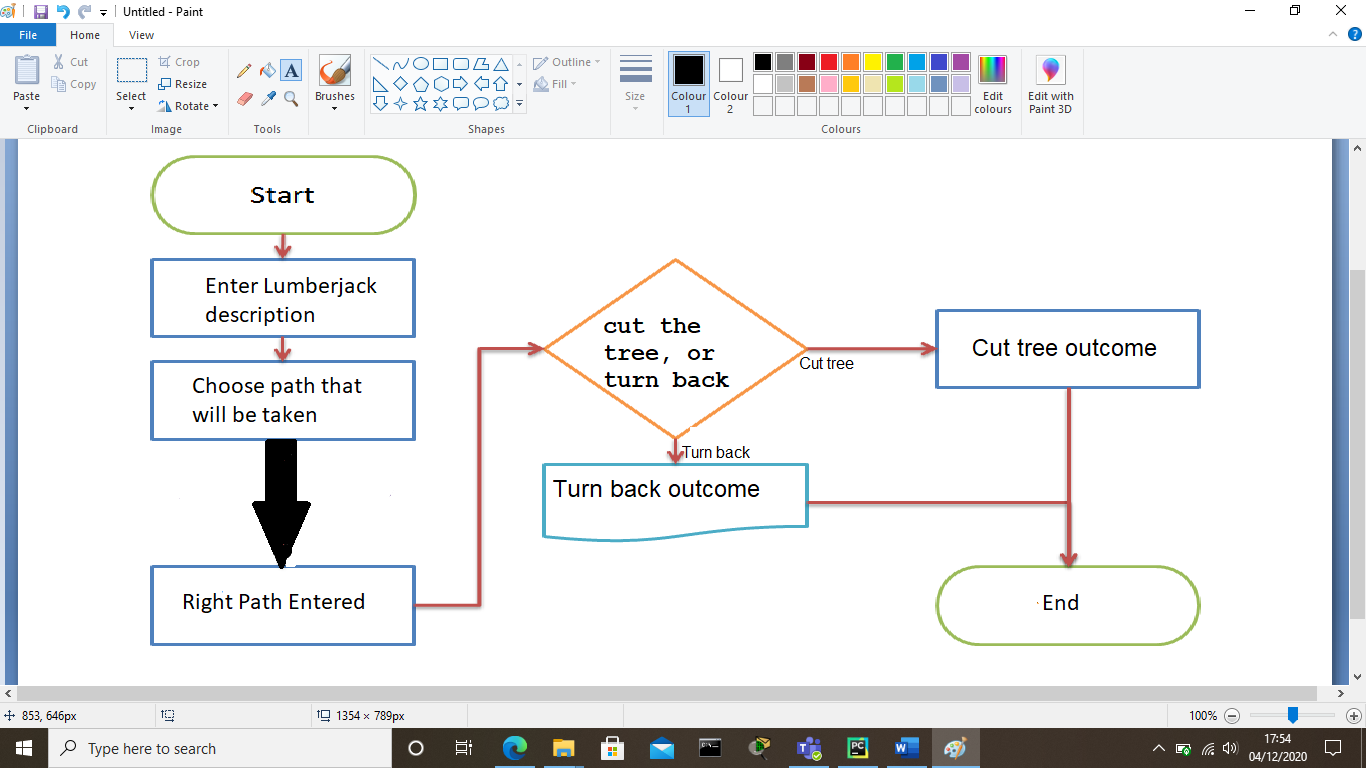 Untitled - Paint
File
Home
View
Paste
Cut
Copy
Clipboard
Select
Crop
Resize
Rotate
Image
A
Tools
Brushes
Outline
Fill
Shapes
Size
Colour
1
Colour
2
Edit
colours
Colours
Edit with
Paint 3D
Start
Enter Lumberjack
description
Choose path that
will be taken
Right Path Entered
cut the
tree, or
turn back
Cut tree
Turn back
Turn back outcome
Cut tree outcome
End
853, 646px
1354 × 789px
100%
Type here to search
PC
W
17:54
04/12/2020